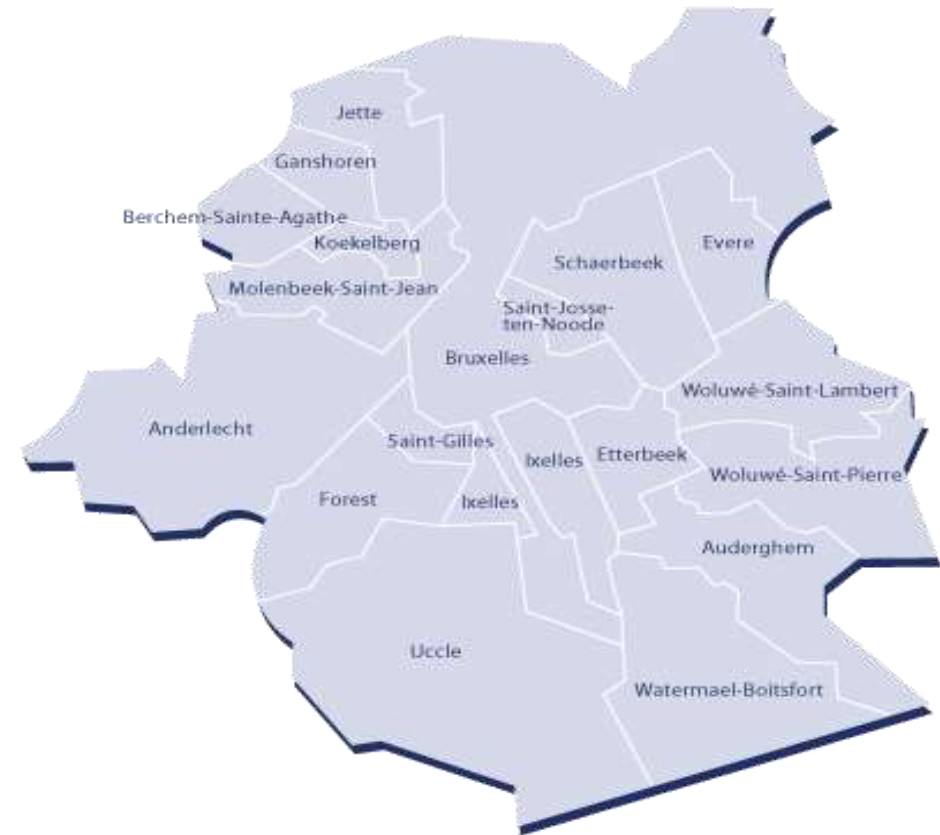 Jette
Ganshoren
Berchem-Sainte-Agathe
Koekelberg
Evere
Schaerbeek
Molenbeek-Saint-Jean
Saint-Josse-
ten-Noode
Bruxelles
Woluwé-Saint-Lambert
Anderlecht
Saint-Gilles
Etterbeek
Ixelles
Woluwé-Saint-Pierre
Forest
Ixelles
Auderghem
Uccle
Watermael-Boitsfort